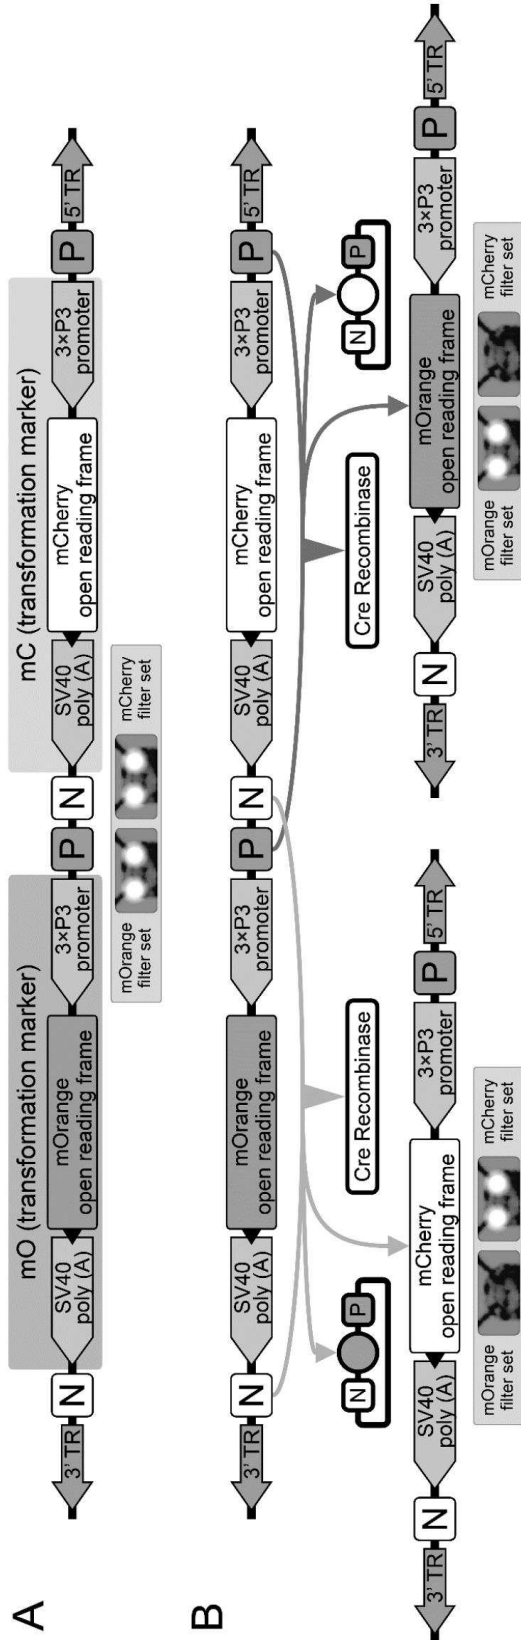 A
mO (transformation marker)
mC (transformation marker)
3' TR
N
SV40
poly (A)
mOrange
open reading frame
3×P3
promoter
P
N
SV40
poly (A)
mCherry
open reading frame
3×P3
promoter
P
5' TR
mOrange
filter set
mCherry
filter set
B
3' TR
N
SV40
poly (A)
mOrange
open reading frame
3×P3
promoter
P
N
SV40
poly (A)
mCherry
open reading frame
3×P3
promoter
P
5' TR
N
P
Cre Recombinase
Cre Recombinase
N
P
3' TR
N
SV40
poly (A)
mCherry
open reading frame
3×P3
promoter
P
5' TR
mOrange
filter set
mCherry
filter set
3' TR
N
SV40
poly (A)
mOrange
open reading frame
3×P3
promoter
P
5' TR
mOrange
filter set
mCherry
filter set